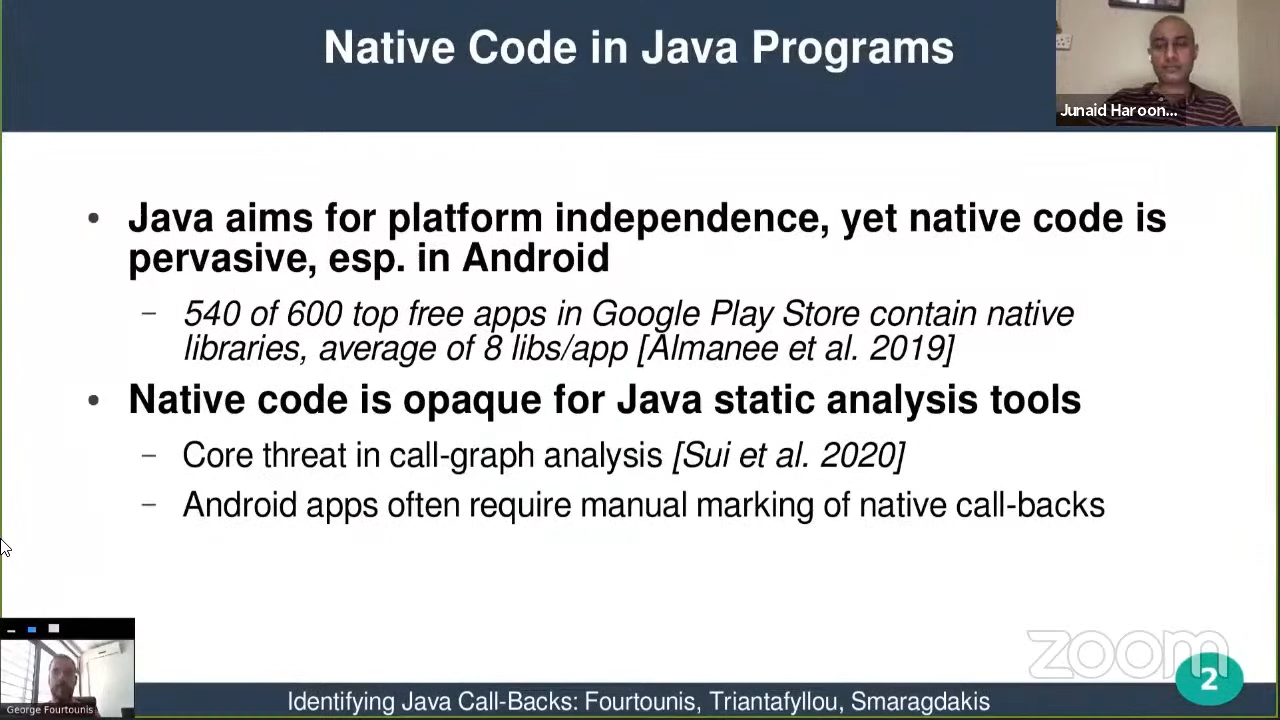 Native Code in Java Programs
Junaid Haroon...
• Java aims for platform independence, yet native code is
pervasive, esp. in Android
– 540 of 600 top free apps in Google Play Store contain native
libraries, average of 8 libs/app [Almanee et al. 2019]
• Native code is opaque for Java static analysis tools
– Core threat in call-graph analysis [Sui et al. 2020]
– Android apps often require manual marking of native call-backs
zoom
2
George Fourtounis
Identifying Java Call-Backs: Fourtounis, Triantafyllou, Smaragdakis